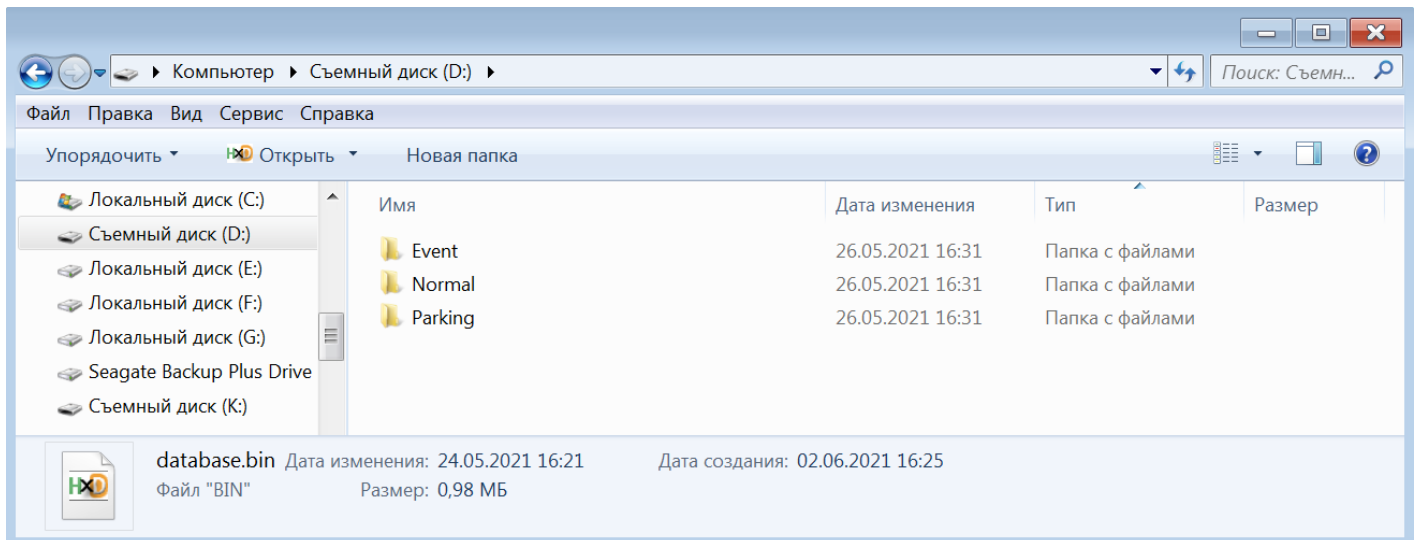 Компьютер Съемный диск (D:) Поиск: Съемн...
Файл Правка Вид Сервис Справка
Упорядочить HXD Открыть Новая папка
Локальный диск (C:)
Съемный диск (D:)
Локальный диск (E:)
Локальный диск (F:)
Локальный диск (G:)
Seagate Backup Plus Drive
Съемный диск (K:)
Имя Дата изменения Тип Размер
Event 26.05.2021 16:31 Папка с файлами
Normal 26.05.2021 16:31 Папка с файлами
Parking 26.05.2021 16:31 Папка с файлами
HXD
database.bin Дата изменения: 24.05.2021 16:21 Дата создания: 02.06.2021 16:25
Файл "BIN" Размер: 0,98 МБ